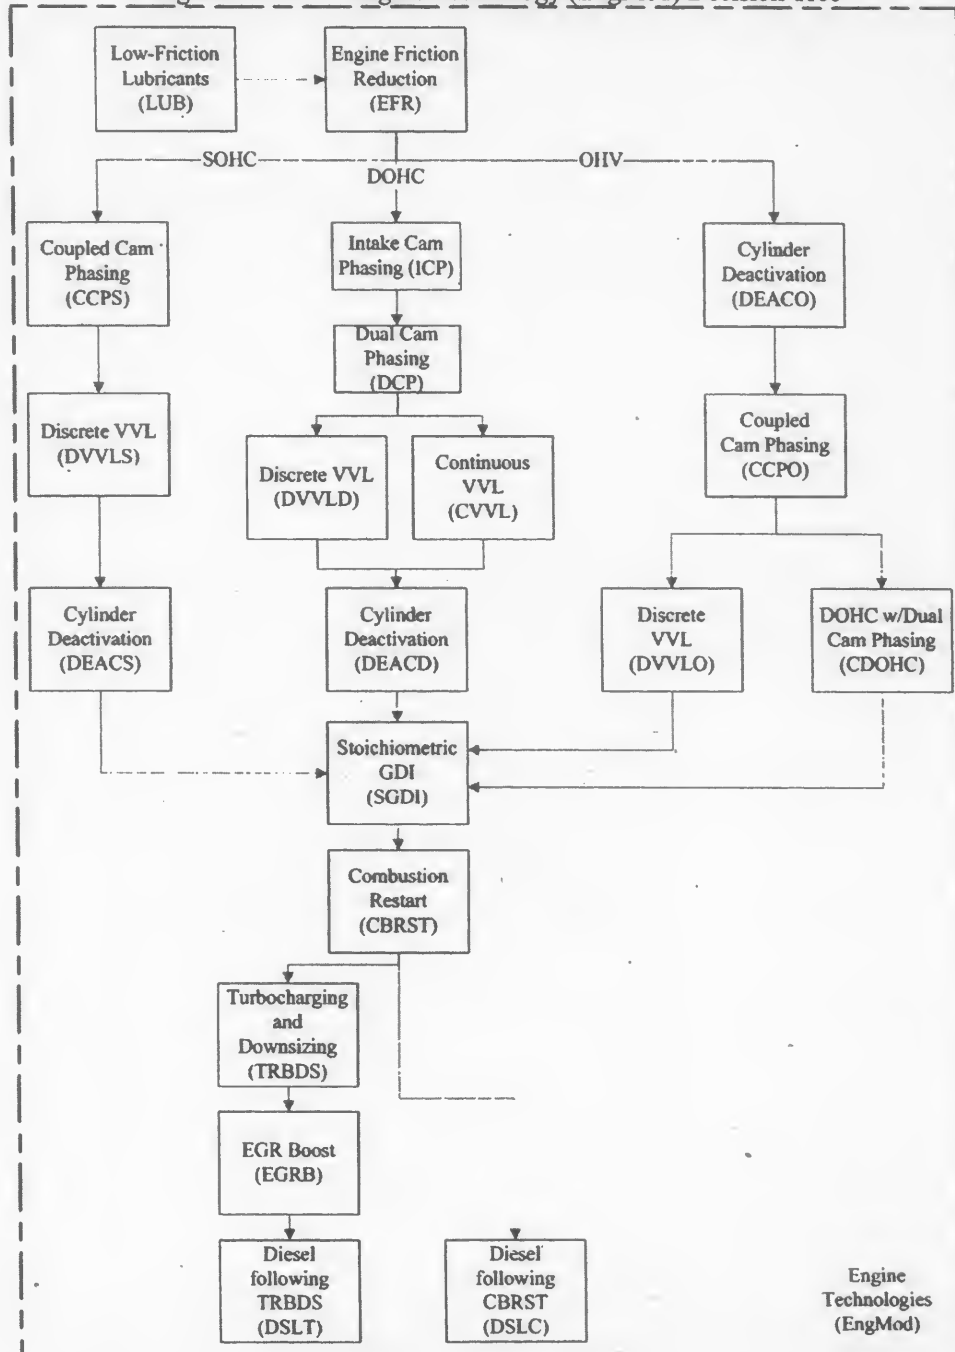 Low-Friction
Lubricants
(LUB)
Engine Friction
Reduction
(EFR)
SOHC
DOHC
OHV
Coupled Cam
Phasing
(CCPS)
Intake Cam
Phasing (ICP)
Cylinder
Deactivation
(DEACO)
Dual Cam
Phasing
(DCP)
Discrete VVL
(DVVLS)
Discrete VVL
(DVVLD)
Continuous
VVL
(CVVL)
Coupled
Cam Phasing
(CCPO)
Cylinder
Deactivation
(DEACS)
Cylinder
Deactivation
(DEACD)
Discrete
VVL
(DVVLO)
DOHC w/Dual
Cam Phasing
(CDOHC)
Stoichiometric
GDI
(SGDI)
Combustion
Restart
(CBRST)
Turbocharging
and
Downsizing
(TRBDS)
EGR Boost
(EGRB)
Diesel
following
TRBDS
(DSLT)
Diesel
following
CBRST
(DSLC)
Engine
Technologies
(EngMod)